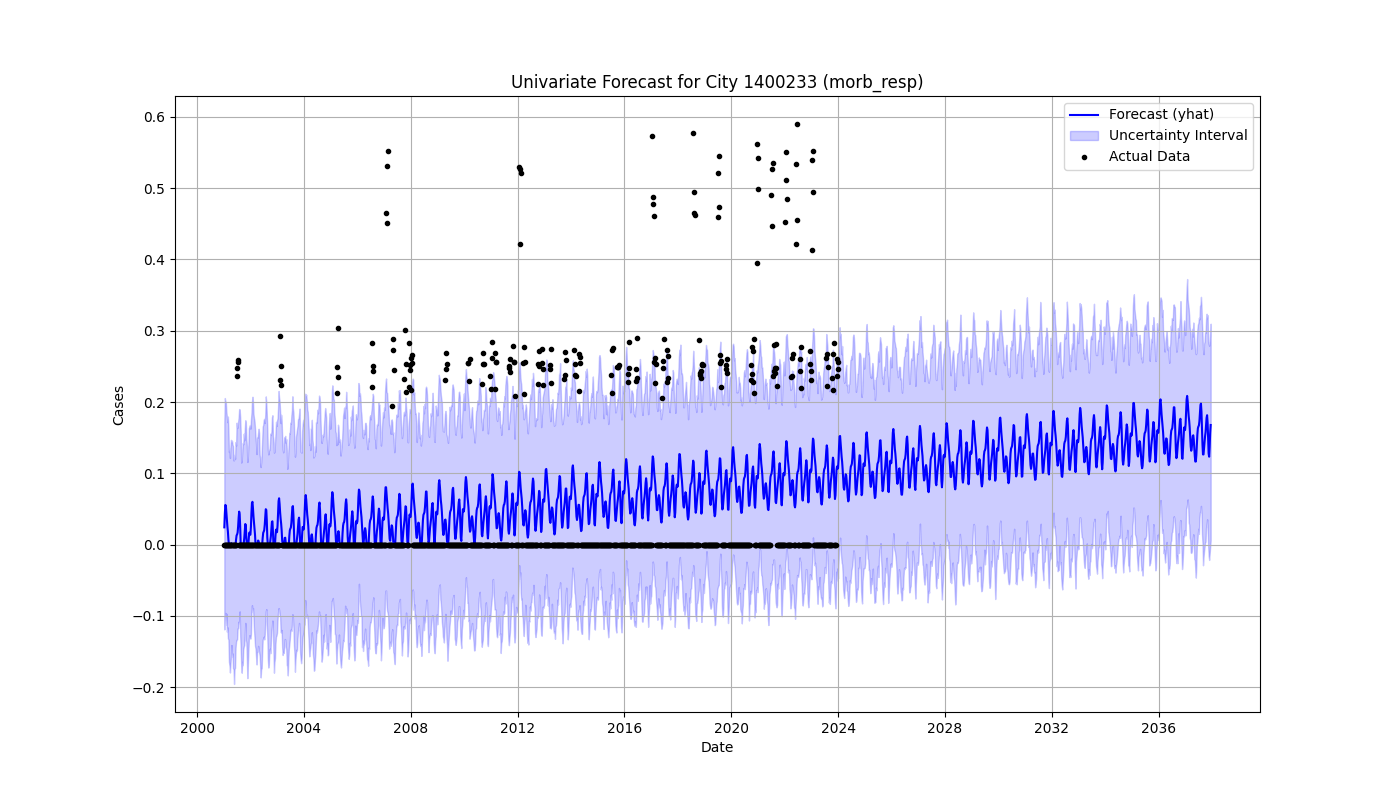 Univariate Forecast for City 1400233 (morb_resp)
Forecast (yhat)
Uncertainty Interval
Actual Data
Cases
0.6
0.5
0.4
0.3
0.2
0.1
0.0
−0.1
−0.2
2000 2004 2008 2012 2016 2020 2024 2028 2032 2036
Date